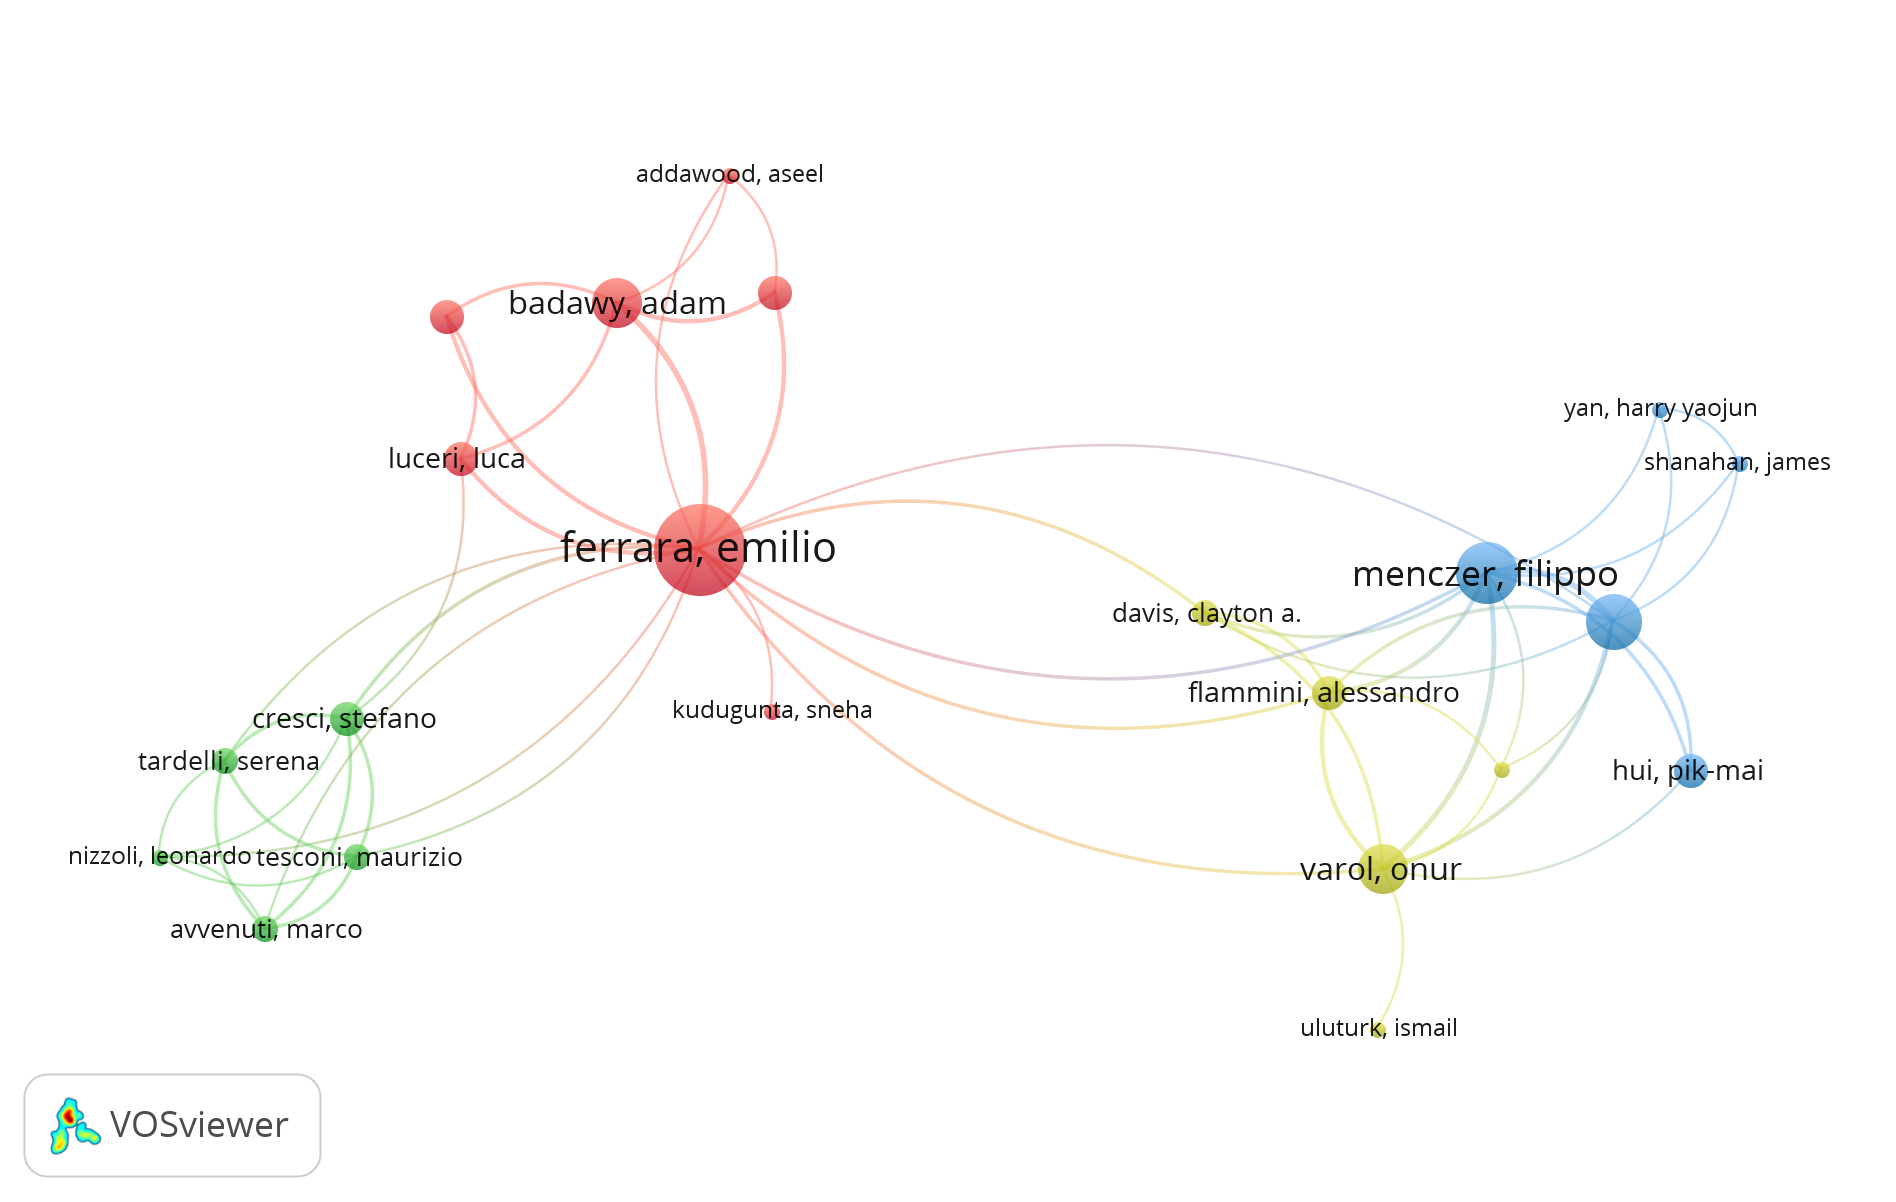 addawood, aseel
badawy, adam
yan, harry yaojun
luceri, luca
shanahan, james
ferrara, emilio
menczer, filippo
davis, clayton a.
flammini, alessandro
kudugunta, sneha
cresci, stefano
tardelli, serena
hui, pik-mai
nizzoli, leonardo
tesconi, maurizio
varol, onur
avvenuti, marco
uluturk, ismail
VOSviewer